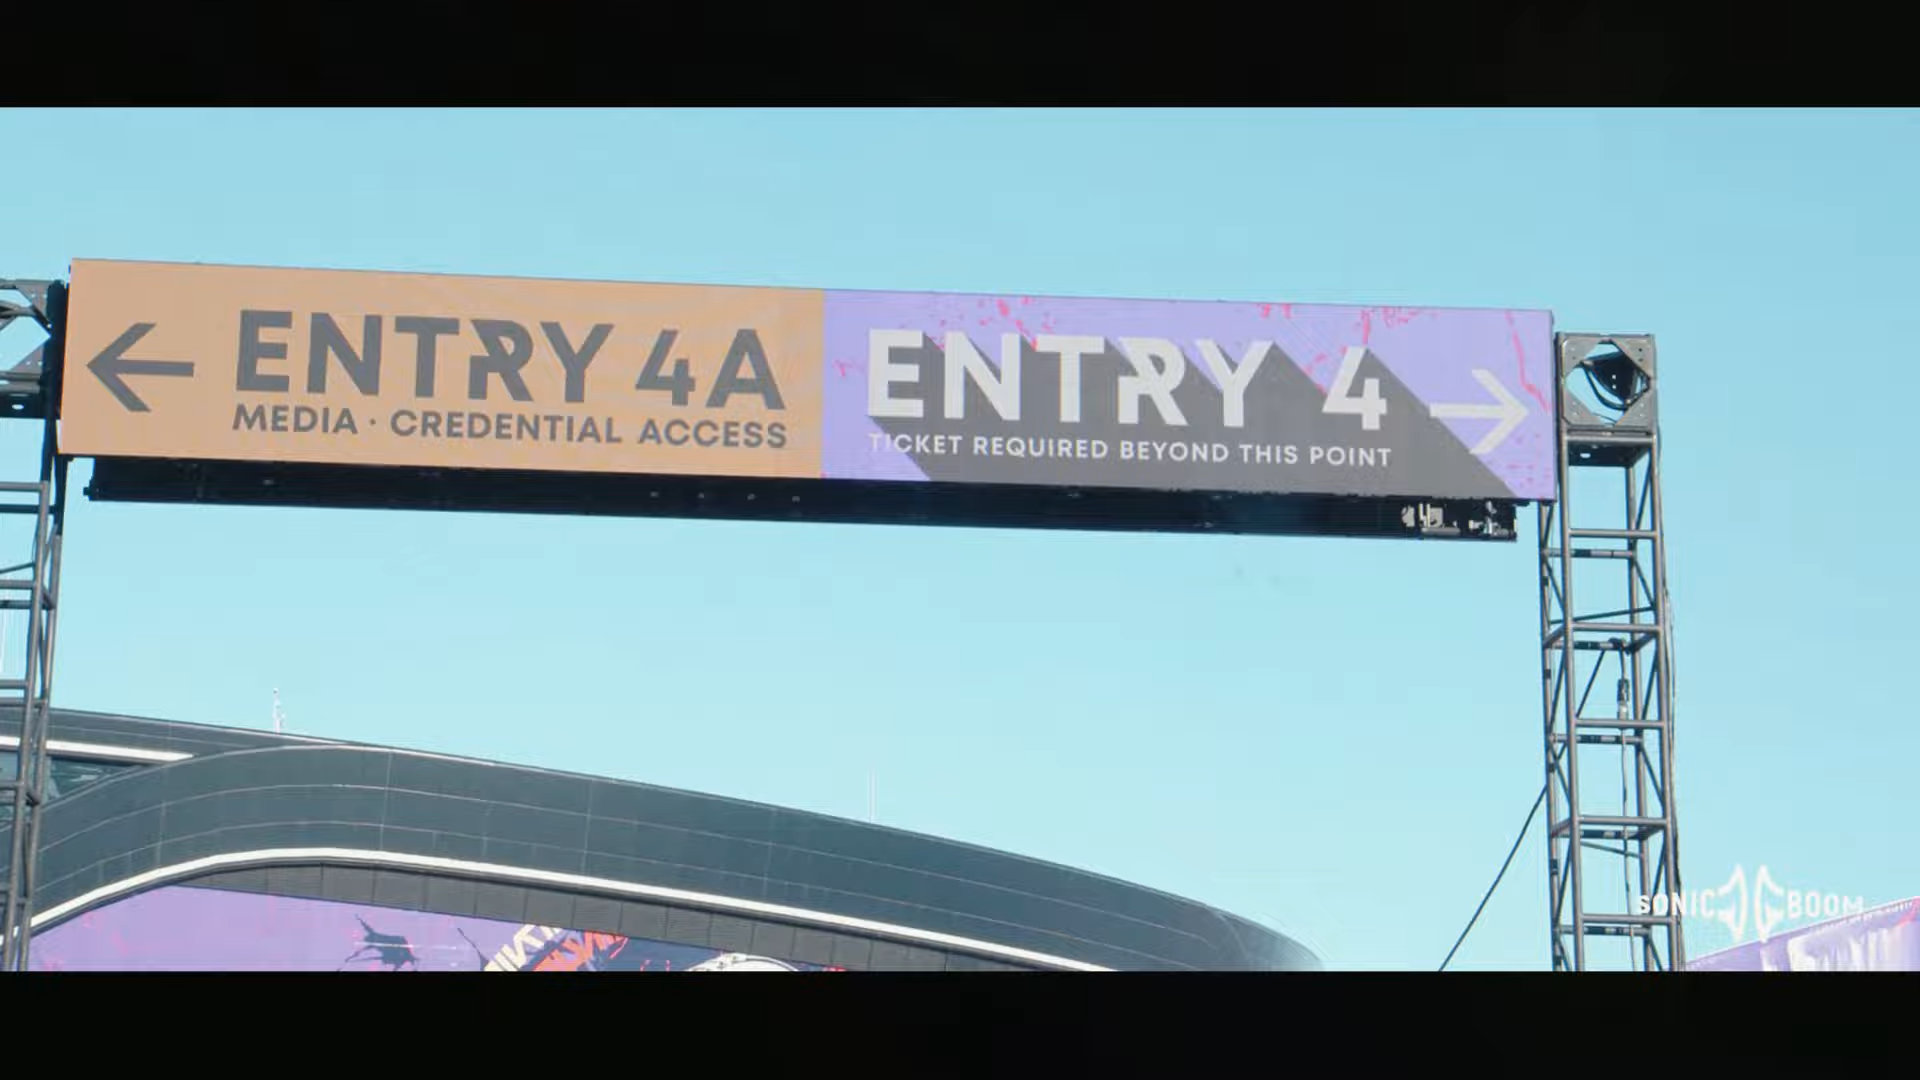 ENTRY 4A
MEDIA · CREDENTIAL ACCESS
ENTRY 4
TICKET REQUIRED BEYOND THIS POINT
SONIC BOOM